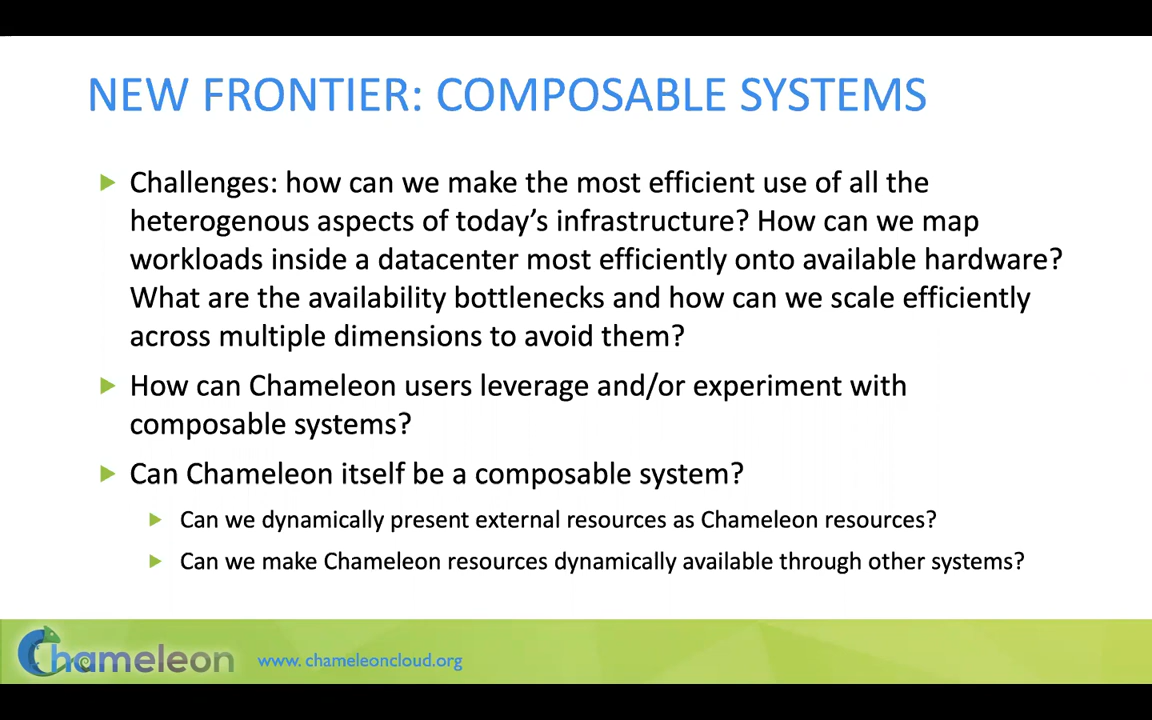 NEW FRONTIER: COMPOSABLE SYSTEMS
Challenges: how can we make the most efficient use of all the
heterogenous aspects of today's infrastructure? How can we map
workloads inside a datacenter most efficiently onto available hardware?
What are the availability bottlenecks and how can we scale efficiently
across multiple dimensions to avoid them?
How can Chameleon users leverage and/or experiment with
composable systems?
Can Chameleon itself be a composable system?
Can we dynamically present external resources as Chameleon resources?
Can we make Chameleon resources dynamically available through other systems?
Chameleon www. chameleoncloud.org